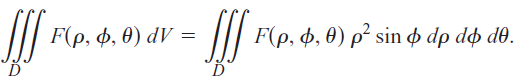 ∭_D F(ρ, ϕ, θ) dV = ∭_D F(ρ, ϕ, θ) ρ² sin ϕ dρ dϕ dθ.